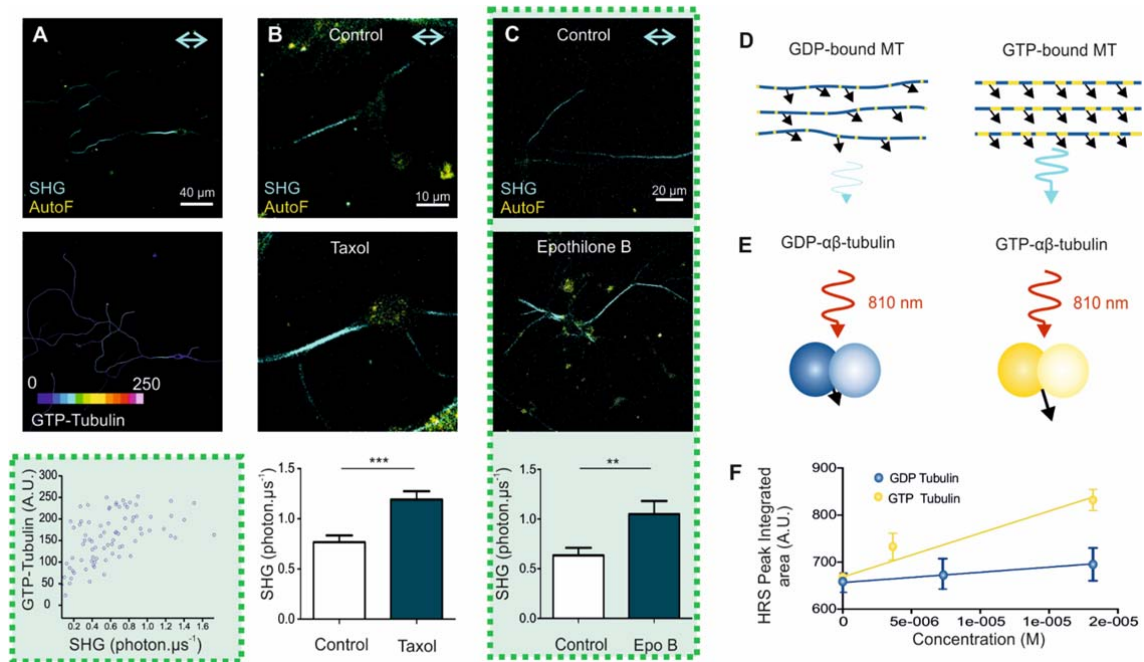 A
SHG
AutoF
40 µm
0 250
GTP-Tubulin
GTP-Tubulin (A.U.)
300
250
200
150
100
50
0
0.2 0.4 0.6 0.8 1.0 1.2 1.4 1.6
SHG (photon.µs⁻¹)
B
Control
SHG
AutoF
10 µm
Taxol
SHG (photon.µs⁻¹)
***
1.5
1.0
0.5
0.0
Control Taxol
C
Control
SHG
AutoF
20 µm
Epothilone B
SHG (photon.µs⁻¹)
**
1.5
1.0
0.5
0.0
Control Epo B
D
GDP-bound MT GTP-bound MT
E
GDP-αβ-tubulin GTP-αβ-tubulin
810 nm 810 nm
F
HRS Peak Integrated
area (A.U.)
900
800
700
600
GDP Tubulin
GTP Tubulin
0 5e-006 1e-005 1e+005 2e-005
Concentration (M)